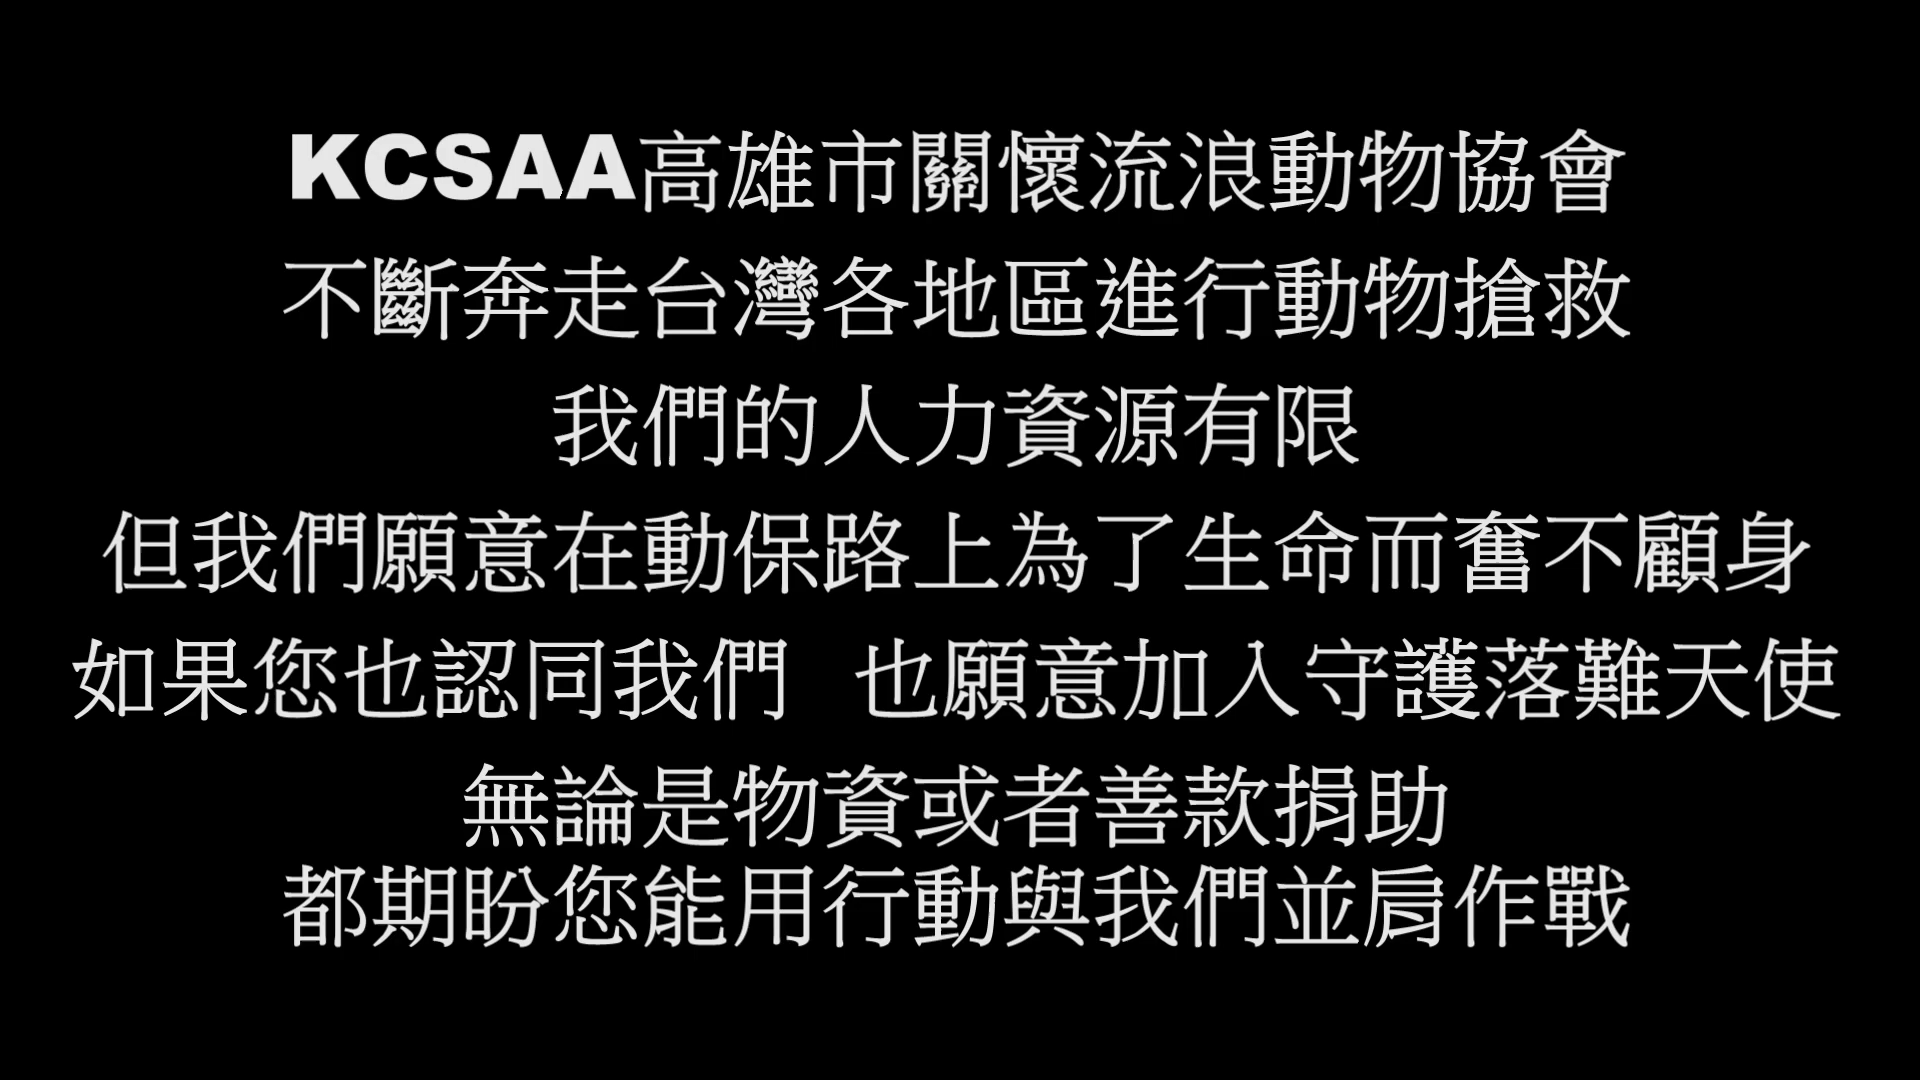 KCSAA高雄市關懷流浪動物協會
不斷奔走台灣各地區進行動物搶救
我們的人力資源有限
但我們願意在動保路上為了生命而奮不顧身
如果您也認同我們 也願意加入守護落難天使
無論是物資或者善款捐助
都期盼您能用行動與我們並肩作戰